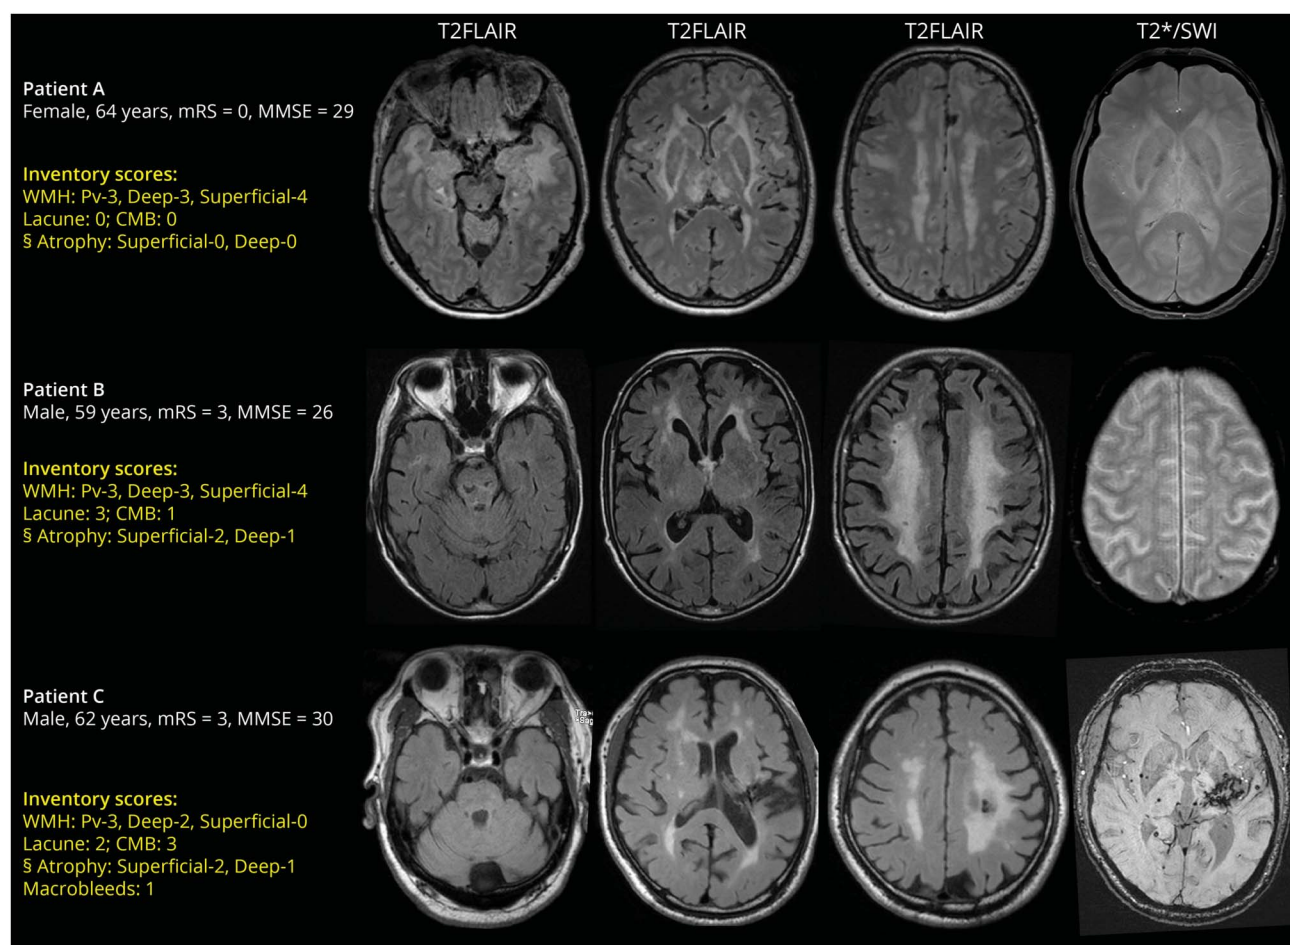 T2FLAIR T2FLAIR T2FLAIR T2*/SWI
Patient A
Female, 64 years, mRS = 0, MMSE = 29
Inventory scores:
WMH: Pv-3, Deep-3, Superficial-4
Lacune: 0; CMB: 0
§ Atrophy: Superficial-0, Deep-0
Patient B
Male, 59 years, mRS = 3, MMSE = 26
Inventory scores:
WMH: Pv-3, Deep-3, Superficial-4
Lacune: 3; CMB: 1
§ Atrophy: Superficial-2, Deep-1
Patient C
Male, 62 years, mRS = 3, MMSE = 30
Inventory scores:
WMH: Pv-3, Deep-2, Superficial-0
Lacune: 2; CMB: 3
§ Atrophy: Superficial-2, Deep-1
Macrobleeds: 1